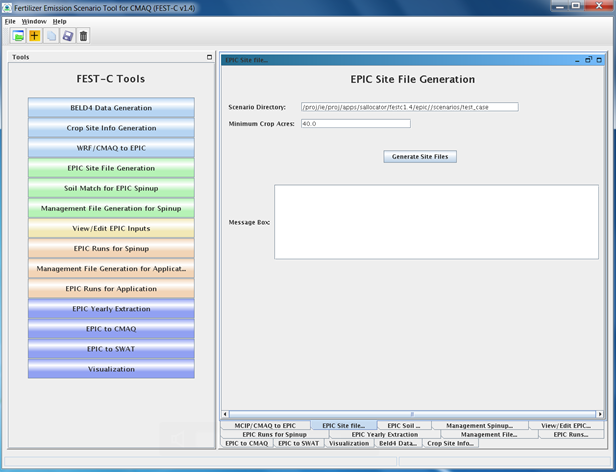 Fertilizer Emission Scenario Tool for CMAQ (FEST-C v1.4)
File Window Help
Tools
FEST-C Tools
BELD4 Data Generation
Crop Site Info Generation
WRF/CMAQ to EPIC
EPIC Site File Generation
Soil Match for EPIC Spinup
Management File Generation for Spinup
View/Edit EPIC Inputs
EPIC Runs for Spinup
Management File Generation for Applicat...
EPIC Runs for Application
EPIC Yearly Extraction
EPIC to CMAQ
EPIC to SWAT
Visualization
EPIC Site file...
EPIC Site File Generation
Scenario Directory: /proj/ie/proj/apps/sallocator/festc1.4/epic//scenarios/test_case
Minimum Crop Acres: 40.0
Generate Site Files
Message Box:
MCIP/CMAQ to EPIC EPIC Site file... EPIC Soil ... Management Spinup... View/Edit EPIC...
EPIC Runs for Spinup EPIC Yearly Extraction Management File... EPIC Runs...
EPIC to CMAQ EPIC to SWAT Visualization Beld4 Data... Crop Site Info...